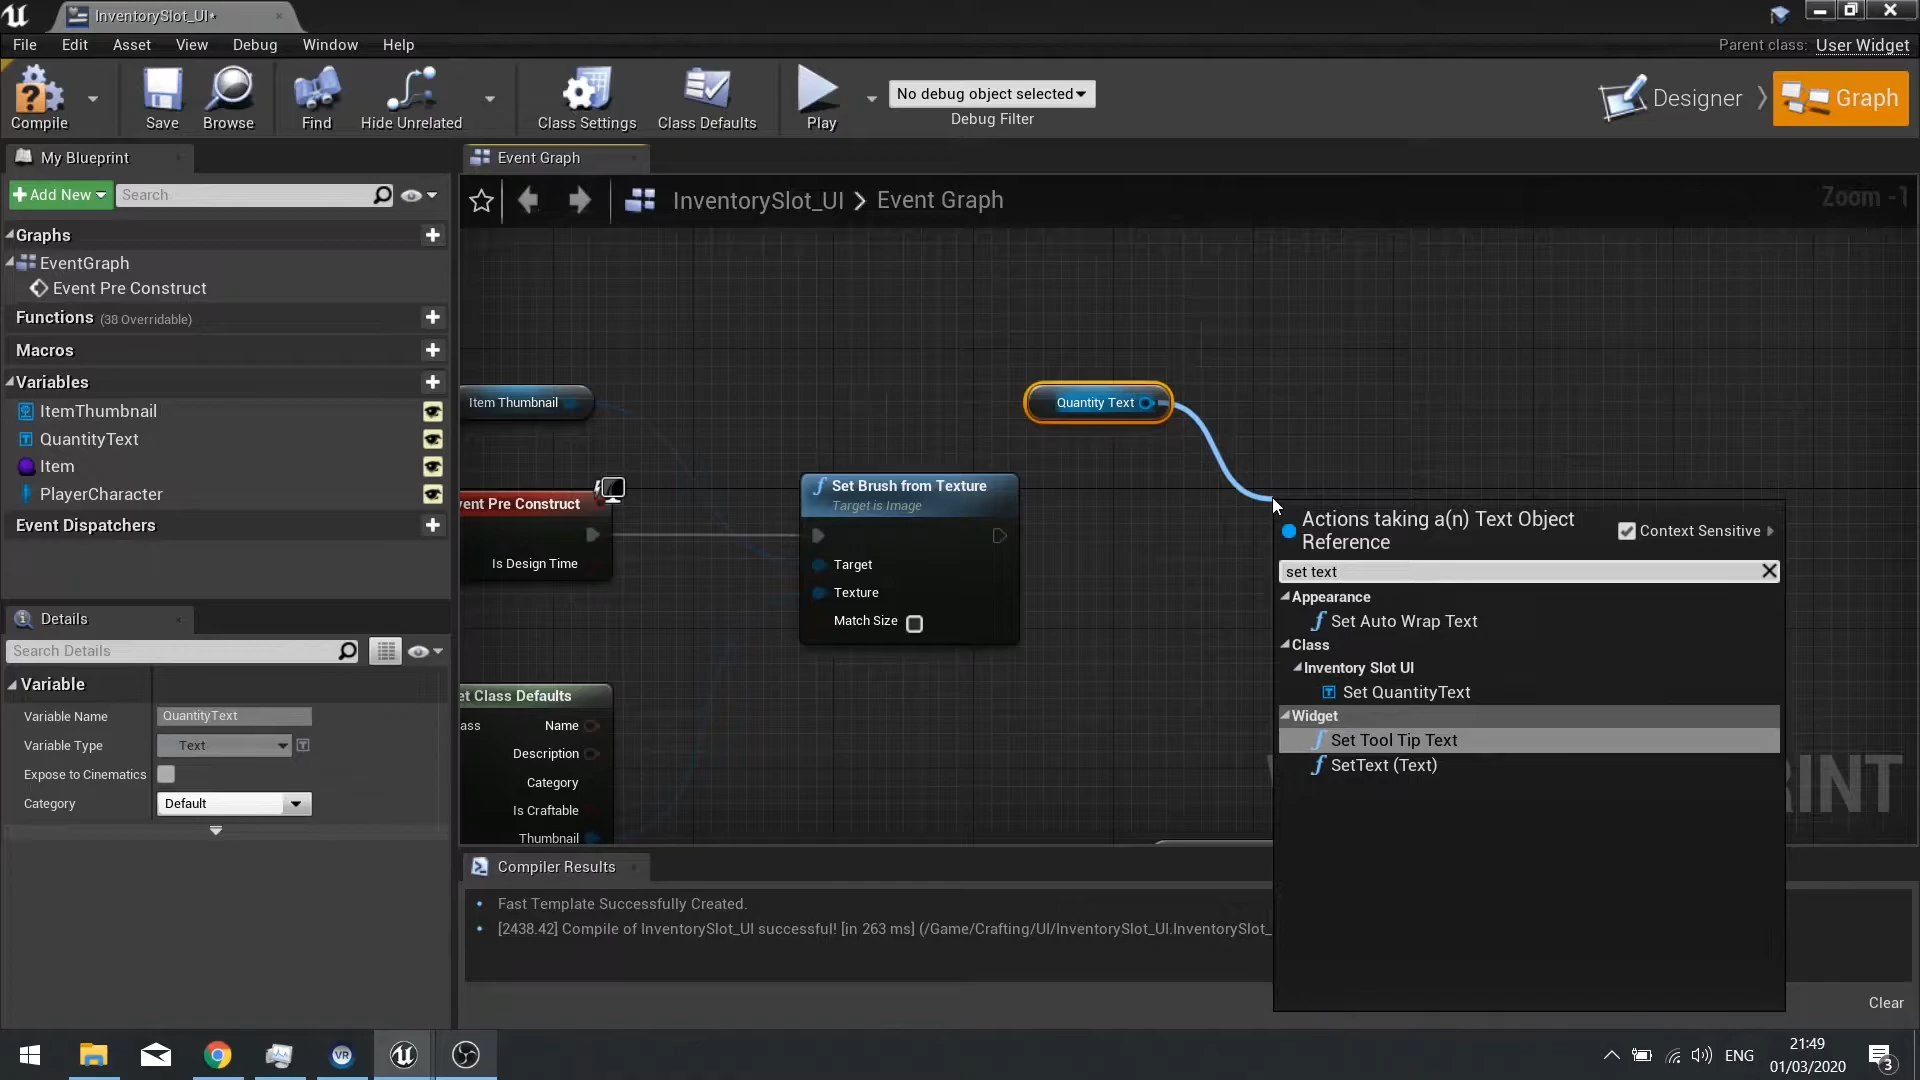 InventorySlot_UI*
File Edit Asset View Debug Window Help
Parent class: User Widget
Compile Save Browse Find Hide Unrelated Class Settings Class Defaults Play
No debug object selected
Debug Filter
Designer Graph
My Blueprint
Event Graph
Add New Search
InventorySlot_UI > Event Graph
Zoom -1
Graphs
EventGraph
Event Pre Construct
Functions (38 Overridable)
Macros
Variables
ItemThumbnail
QuantityText
Item
PlayerCharacter
Event Dispatchers
Details
Search Details
Variable
Variable Name QuantityText
Variable Type Text
Expose to Cinematics
Category Default
Item Thumbnail
Quantity Text
vent Pre Construct
Is Design Time
Set Brush from Texture
Target is Image
Target
Texture
Match Size
et Class Defaults
ass Name
Description
Category
Is Craftable
Thumbnail
Actions taking a(n) Text Object
Reference
Context Sensitive
set text
Appearance
Set Auto Wrap Text
Class
Inventory Slot UI
Set QuantityText
Widget
Set Tool Tip Text
SetText (Text)
RINT
Compiler Results
Fast Template Successfully Created.
[2438.42] Compile of InventorySlot_UI successful! [in 263 ms] (/Game/Crafting/UI/InventorySlot_UI.InventorySlot_
Clear
VR
ENG
21:49
01/03/2020
3